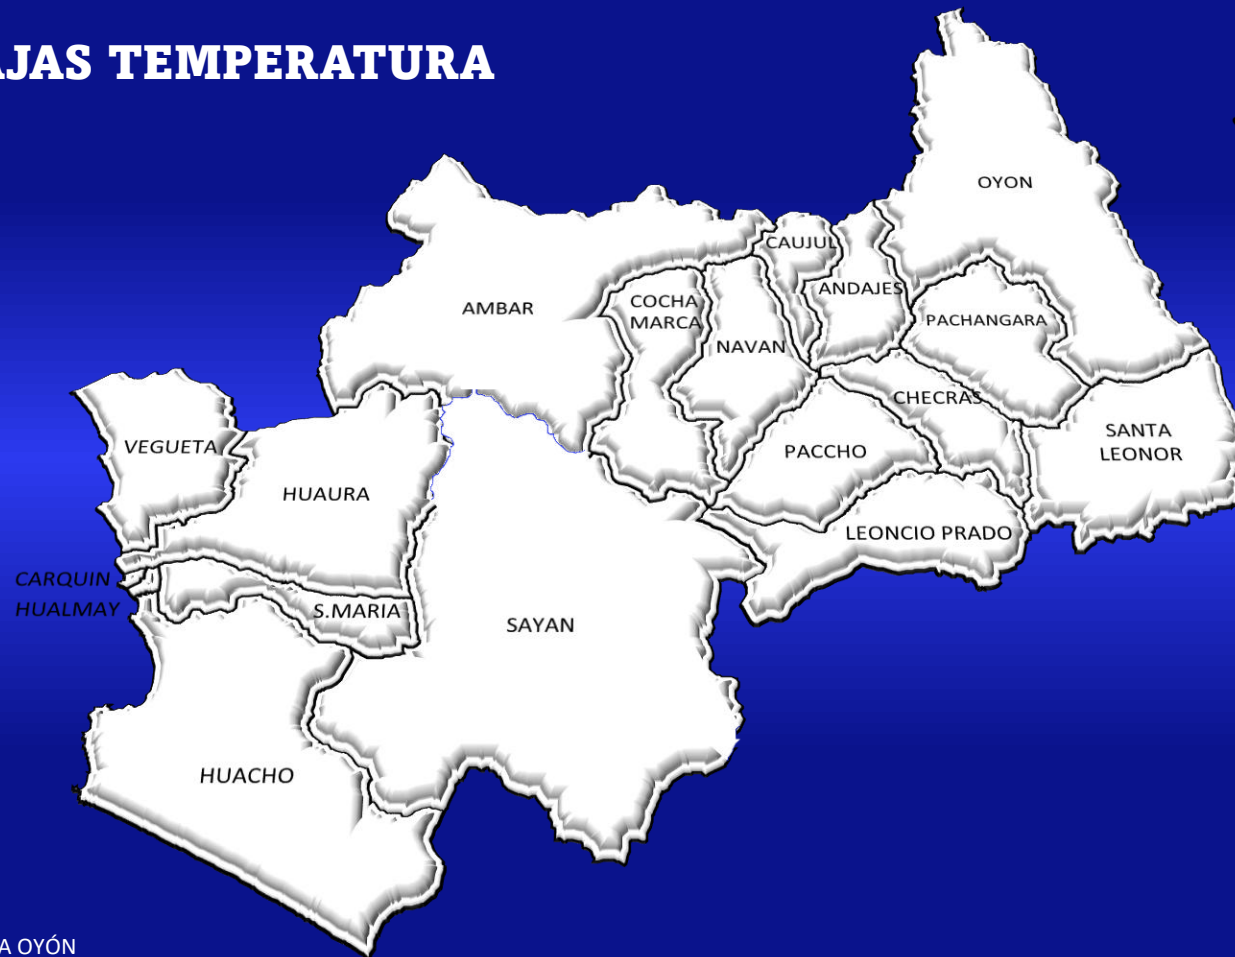 AJAS TEMPERATURA
OYON
CAUJUL
ANDAJES
AMBAR
COCHA
MARCA
PACHANGARA
NAVAN
CHECRAS
VEGUETA
SANTA
LEONOR
PACCHO
HUAURA
LEONCIO PRADO
CARQUIN
HUALMAY
S.MARIA
SAYAN
HUACHO
A OYÓN